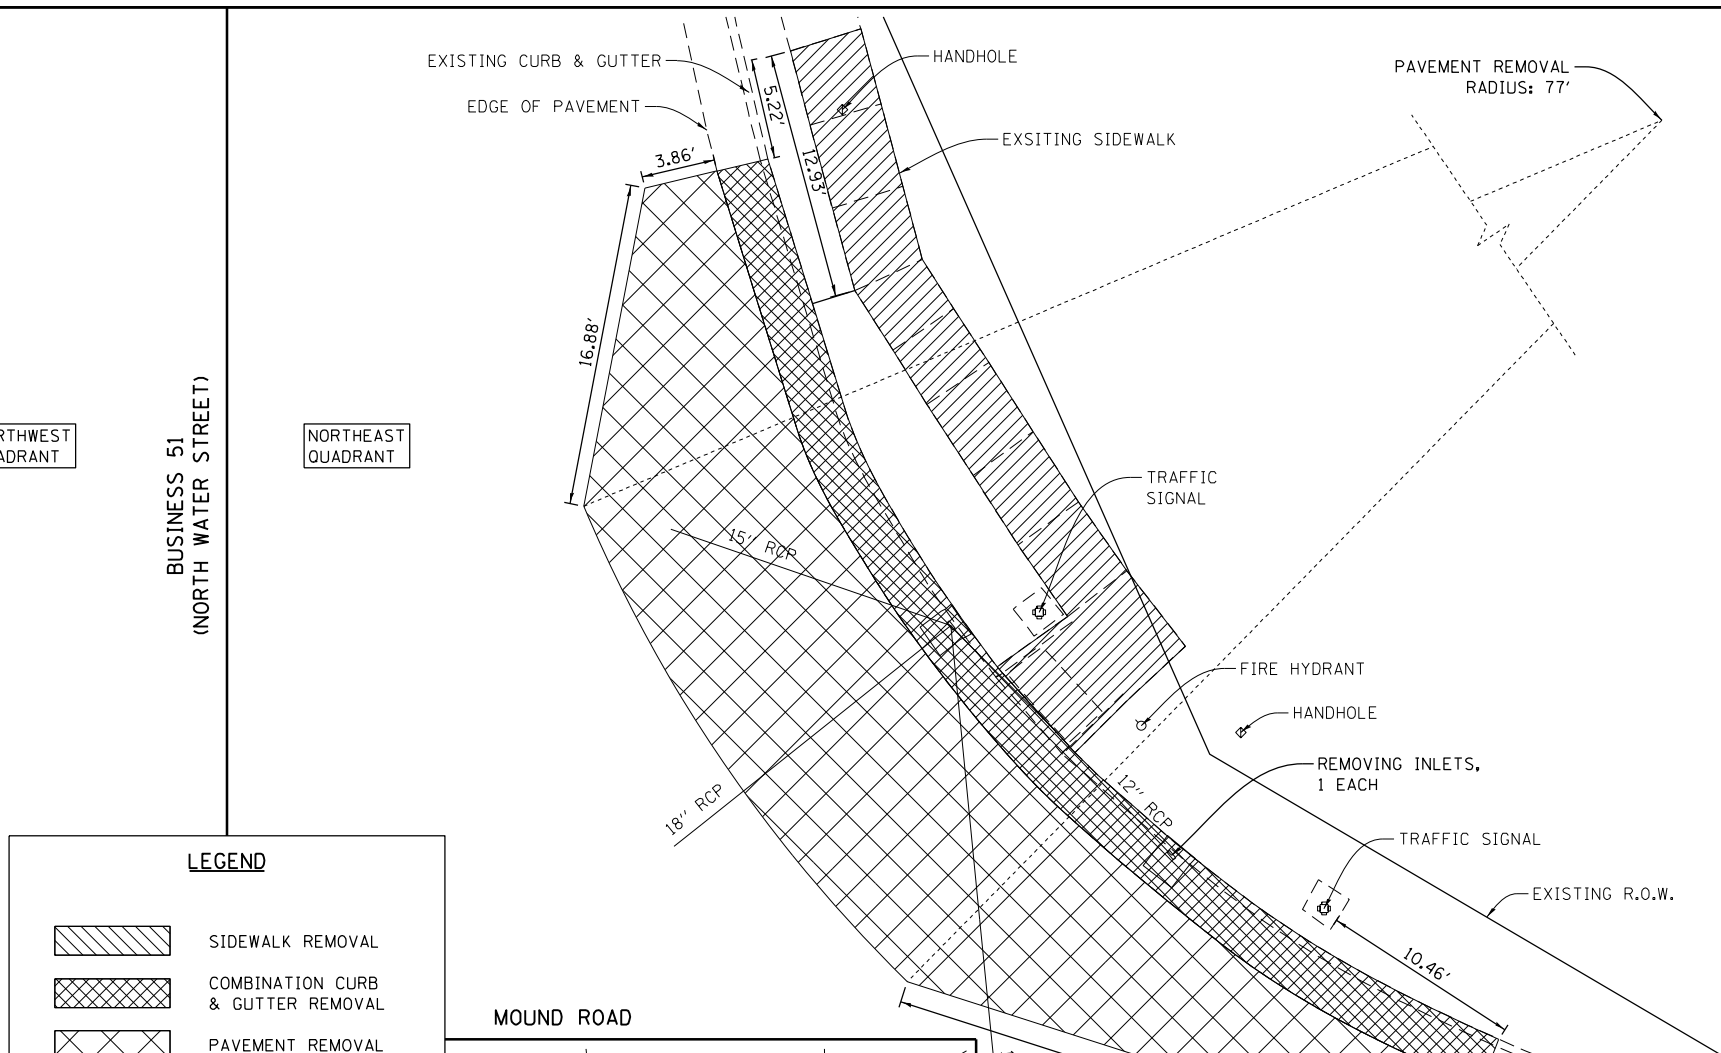 EXISTING CURB & GUTTER
EDGE OF PAVEMENT
HANDHOLE
EXSITING SIDEWALK
PAVEMENT REMOVAL
RADIUS: 77'
5.22'
12.93'
3.86'
16.88'
BUSINESS 51
(NORTH WATER STREET)
RTHWEST
ADRANT
NORTHEAST
QUADRANT
TRAFFIC
SIGNAL
15" RCP
18" RCP
12" RCP
FIRE HYDRANT
HANDHOLE
REMOVING INLETS,
1 EACH
TRAFFIC SIGNAL
EXISTING R.O.W.
10.46'
LEGEND
SIDEWALK REMOVAL
COMBINATION CURB
& GUTTER REMOVAL
PAVEMENT REMOVAL
MOUND ROAD